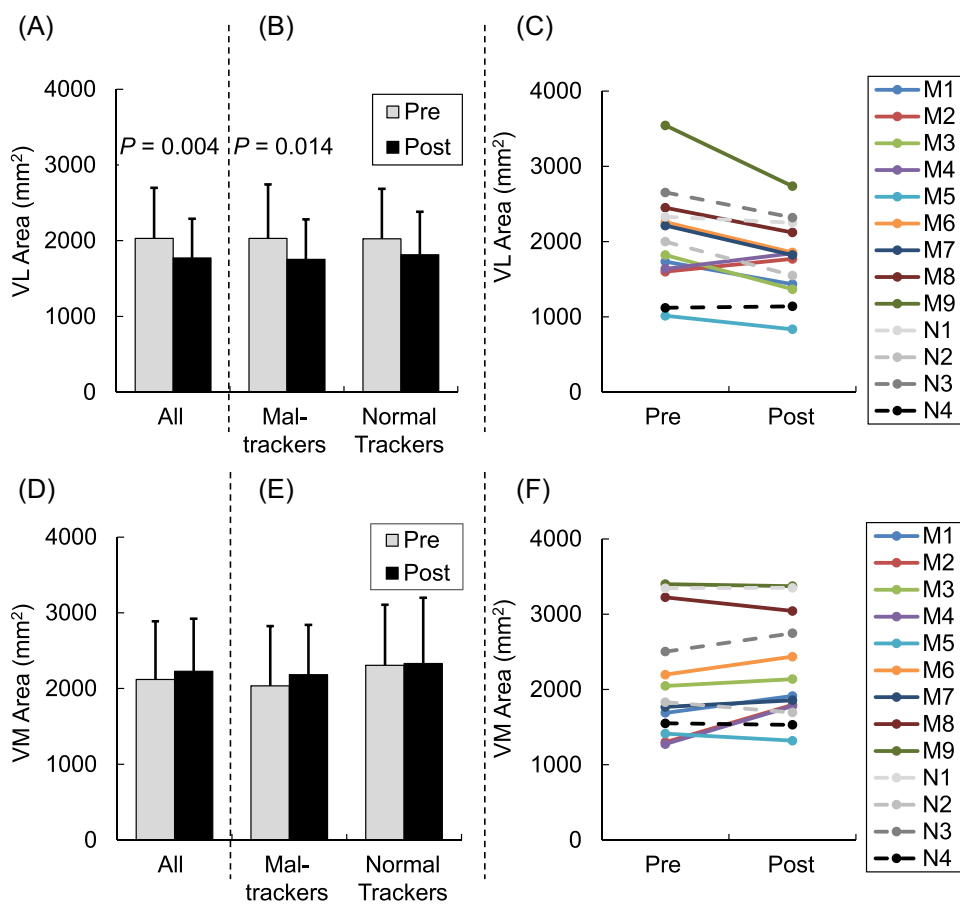 (A)
(B)
(C)
VL Area (mm²)
4000
3000
2000
1000
0
P = 0.004
P = 0.014
Pre
Post
All
Mal-
trackers
Normal
Trackers
VL Area (mm²)
4000
3000
2000
1000
0
Pre
Post
M1
M2
M3
M4
M5
M6
M7
M8
M9
N1
N2
N3
N4
(D)
(E)
(F)
VM Area (mm²)
4000
3000
2000
1000
0
Pre
Post
All
Mal-
trackers
Normal
Trackers
VM Area (mm²)
4000
3000
2000
1000
0
Pre
Post
M1
M2
M3
M4
M5
M6
M7
M8
M9
N1
N2
N3
N4